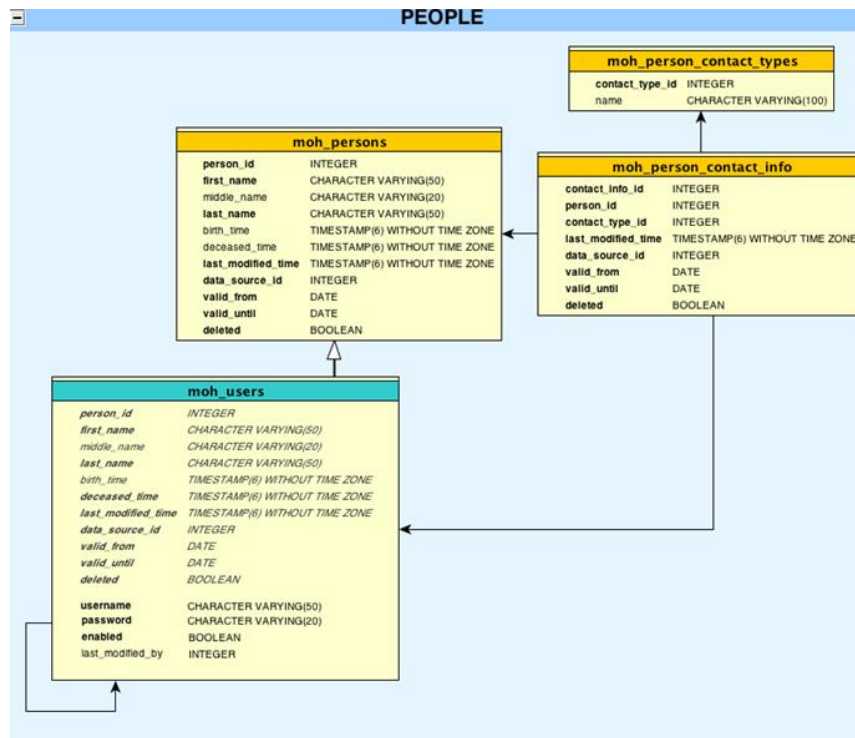 PEOPLE
moh_person_contact_types
contact_type_id INTEGER
name CHARACTER VARYING(100)
moh_persons
person_id INTEGER
first_name CHARACTER VARYING(50)
middle_name CHARACTER VARYING(20)
last_name CHARACTER VARYING(50)
birth_time TIMESTAMP(6) WITHOUT TIME ZONE
deceased_time TIMESTAMP(6) WITHOUT TIME ZONE
last_modified_time TIMESTAMP(6) WITHOUT TIME ZONE
data_source_id INTEGER
valid_from DATE
valid_until DATE
deleted BOOLEAN
moh_person_contact_info
contact_info_id INTEGER
person_id INTEGER
contact_type_id INTEGER
last_modified_time TIMESTAMP(6) WITHOUT TIME ZONE
data_source_id INTEGER
valid_from DATE
valid_until DATE
deleted BOOLEAN
moh_users
person_id INTEGER
first_name CHARACTER VARYING(50)
middle_name CHARACTER VARYING(20)
last_name CHARACTER VARYING(50)
birth_time TIMESTAMP(6) WITHOUT TIME ZONE
deceased_time TIMESTAMP(6) WITHOUT TIME ZONE
last_modified_time TIMESTAMP(6) WITHOUT TIME ZONE
data_source_id INTEGER
valid_from DATE
valid_until DATE
deleted BOOLEAN
username CHARACTER VARYING(50)
password CHARACTER VARYING(20)
enabled BOOLEAN
last_modified_by INTEGER